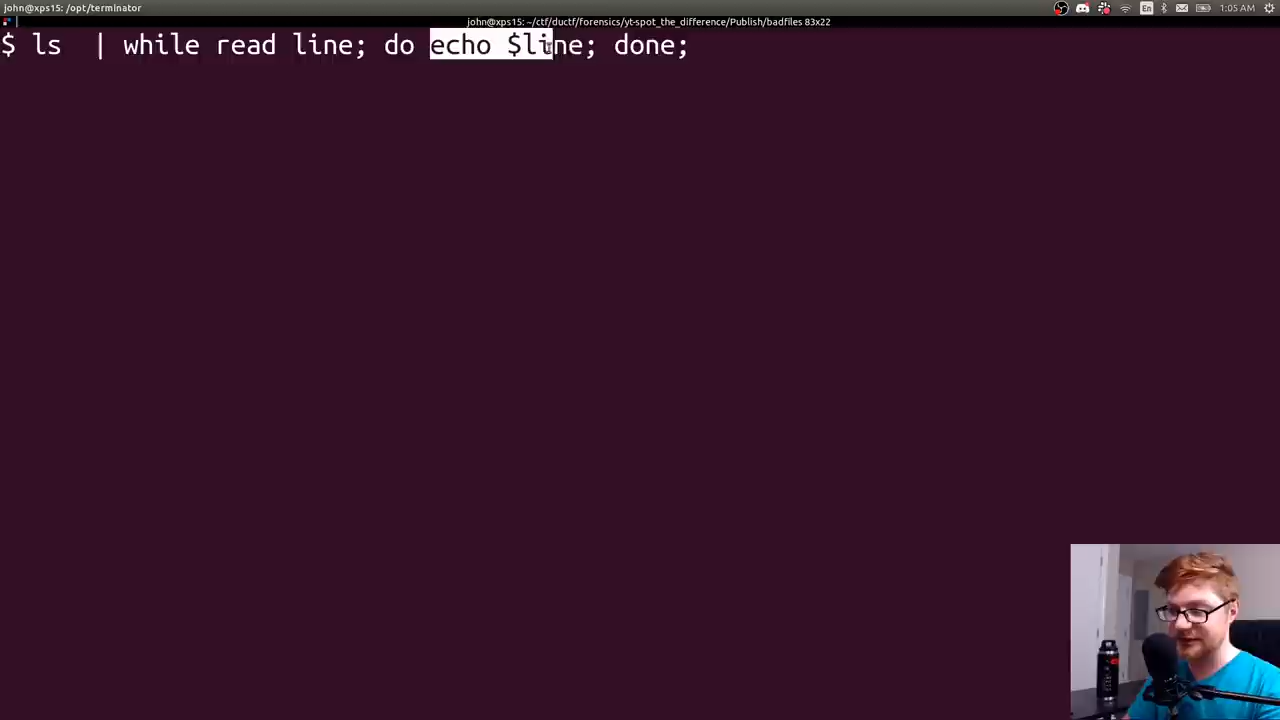 john@xps15: /opt/terminator
En
1:05 AM
john@xps15: ~/ctf/ductf/forensics/yt-spot_the_difference/Publish/badfiles 83x22
$ ls  | while read line; do echo $line; done;